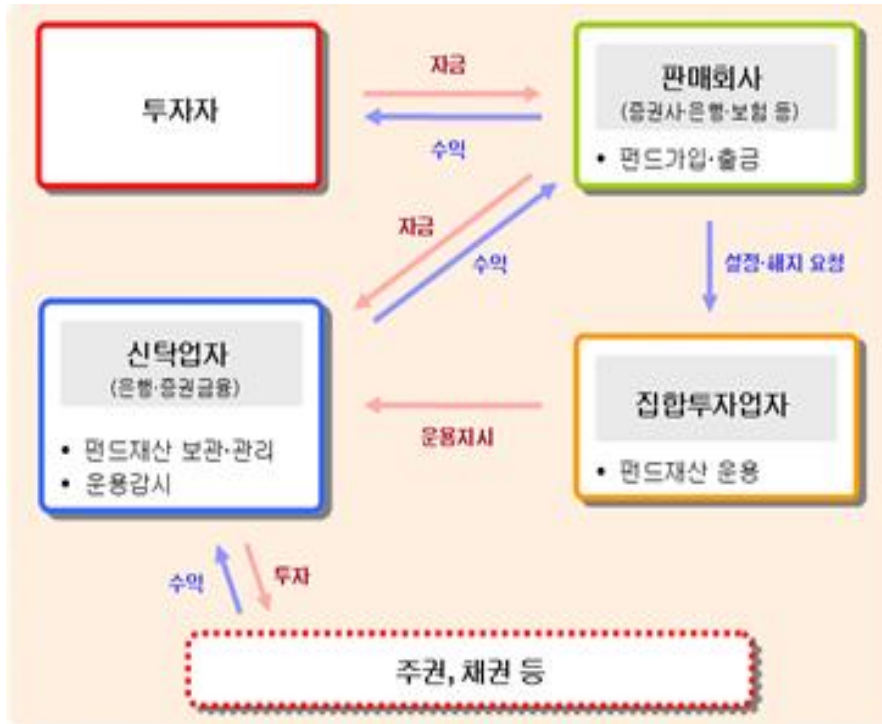 투자자
자금
수익
판매회사
(증권사·은행·보험 등)
• 펀드가입·출금
자금
수익
설정·해지 요청
신탁업자
(은행·증권금융)
• 펀드재산 보관·관리
• 운용감시
운용지시
집합투자업자
• 펀드재산 운용
수익
투자
주권, 채권 등